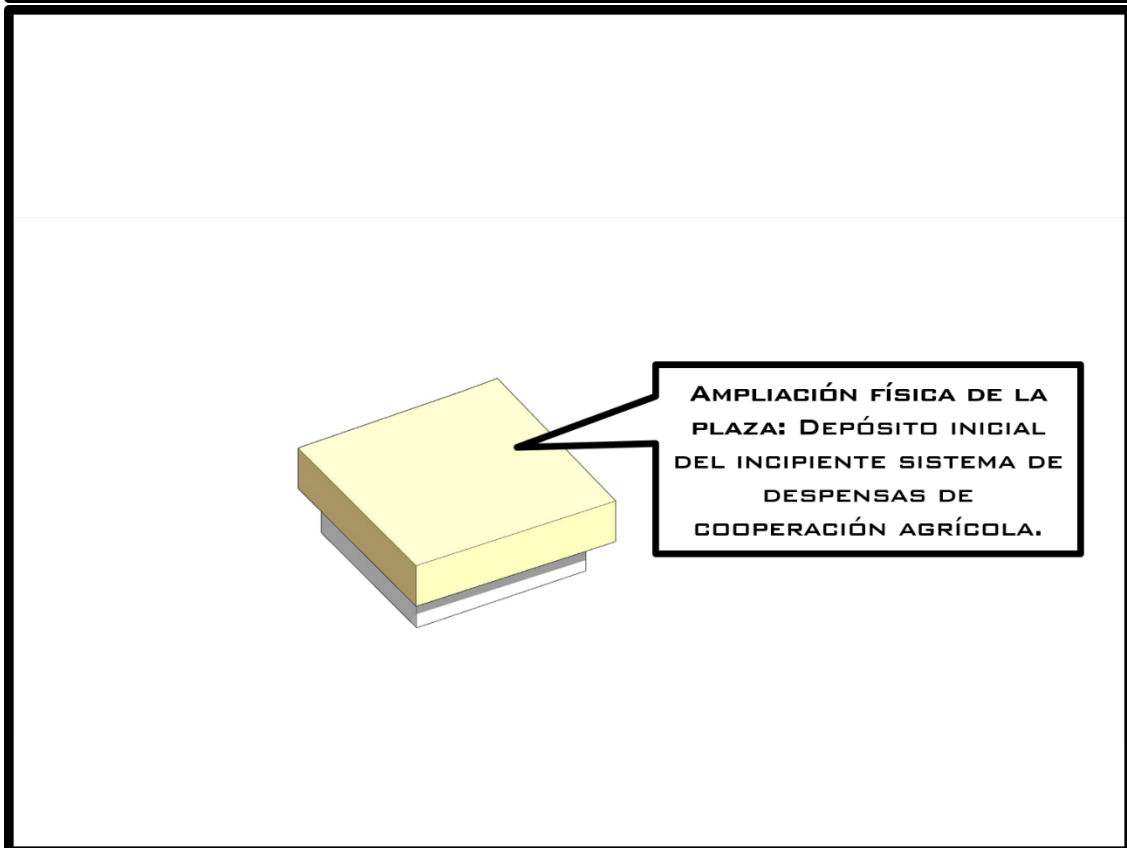 Ampliación física de la
plaza: Depósito inicial
del incipiente sistema de
despensas de
cooperación agrícola.